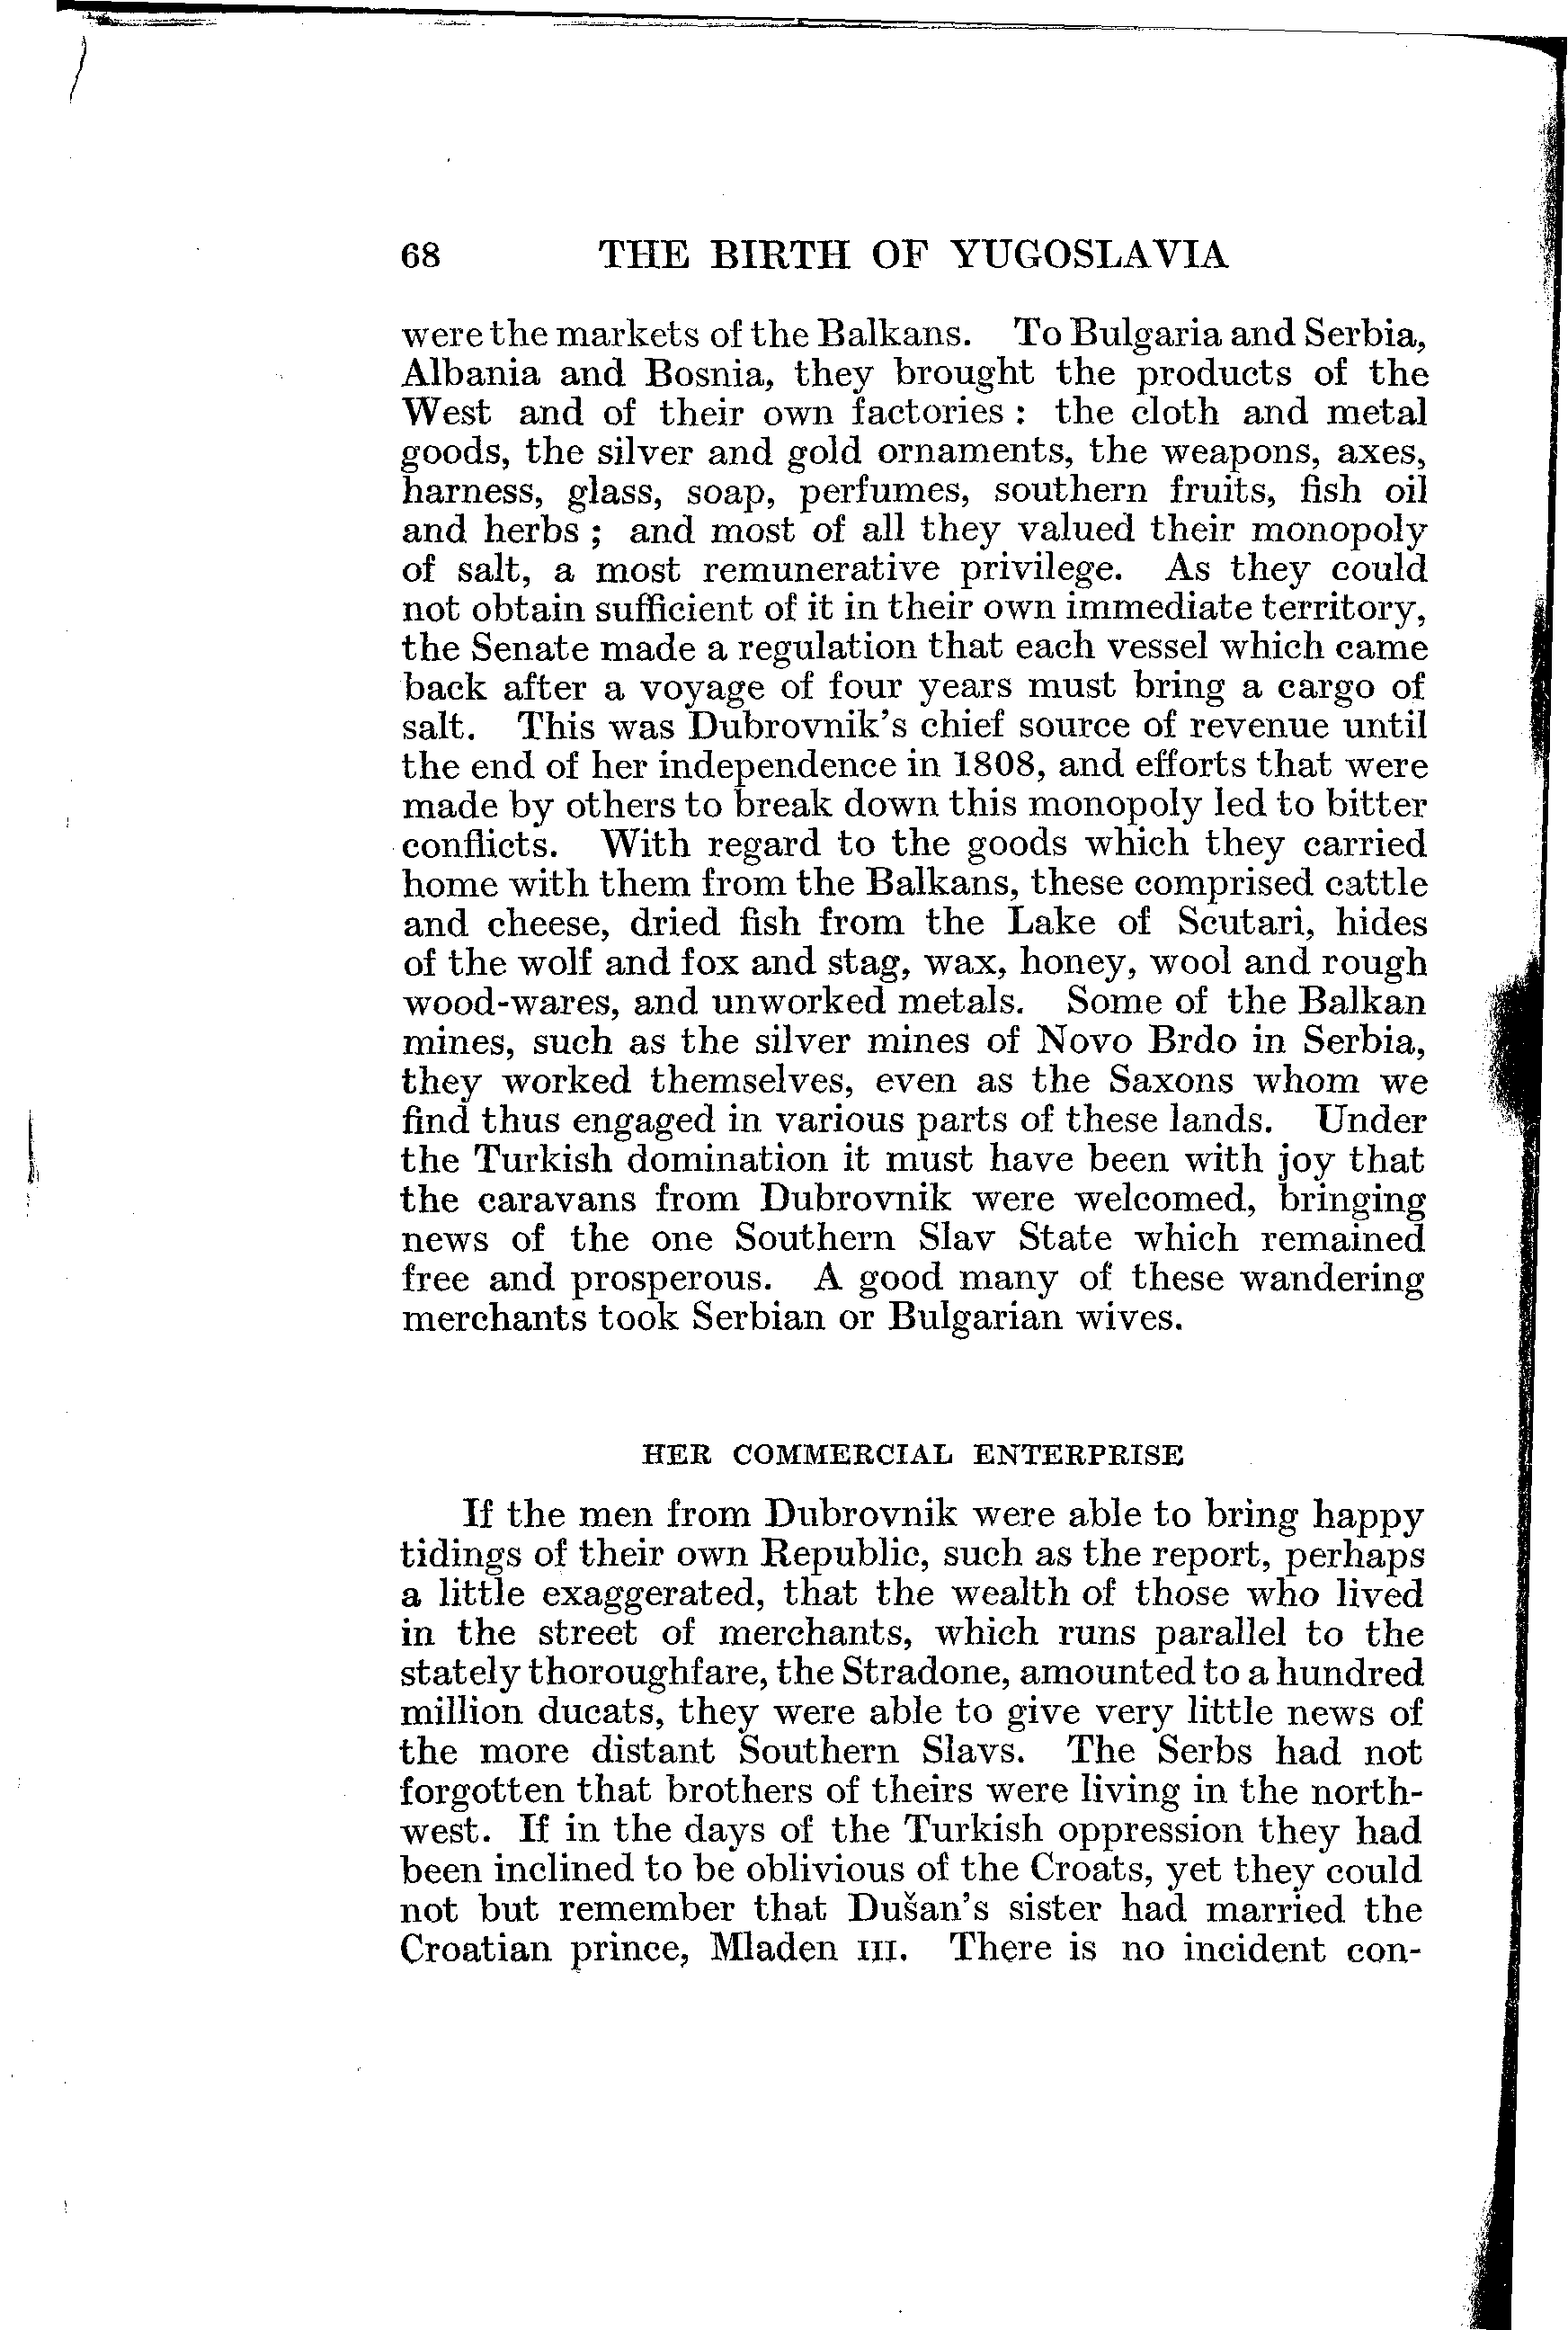 68 THE BIRTH OF YUGOSLAVIA
were the markets of the Balkans. To Bulgaria and Serbia,
Albania and Bosnia, they brought the products of the
West and of their own factories : the cloth and metal
goods, the silver and gold ornaments, the weapons, axes,
harness, glass, soap, perfumes, southern fruits, fish oil
and herbs ; and most of all they valued their monopoly
of salt, a most remunerative privilege. As they could
not obtain sufficient of it in their own immediate territory,
the Senate made a regulation that each vessel which came
back after a voyage of four years must bring a cargo of
salt. This was Dubrovnik's chief source of revenue until
the end of her independence in 1808, and efforts that were
made by others to break down this monopoly led to bitter
conflicts. With regard to the goods which they carried
home with them from the Balkans, these comprised cattle
and cheese, dried fish from the Lake of Scutari, hides
of the wolf and fox and stag, wax, honey, wool and rough
wood-wares, and unworked metals. Some of the Balkan
mines, such as the silver mines of Novo Brdo in Serbia,
they worked themselves, even as the Saxons whom we
find thus engaged in various parts of these lands. Under
the Turkish domination it must have been with joy that
the caravans from Dubrovnik were welcomed, bringing
news of the one Southern Slav State which remained
free and prosperous. A good many of these wandering
merchants took Serbian or Bulgarian wives.
HER COMMERCIAL ENTERPRISE
If the men from Dubrovnik were able to bring happy
tidings of their own Republic, such as the report, perhaps
a little exaggerated, that the wealth of those who lived
in the street of merchants, which runs parallel to the
stately thoroughfare, the Stradone, amounted to a hundred
million ducats, they were able to give very little news of
the more distant Southern Slavs. The Serbs had not
forgotten that brothers of theirs were living in the north-
west. If in the days of the Turkish oppression they had
been inclined to be oblivious of the Croats, yet they could
not but remember that Dušan's sister had married the
Croatian prince, Mladen III. There is no incident con-